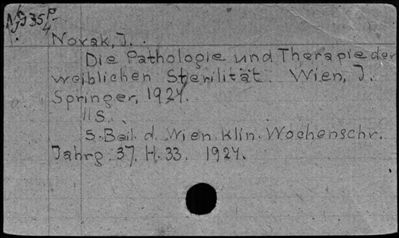 Novak, J.
Die Pathologie und Therapie der
weiblichen Sterilität. Wien, J.
Springer, 1924.
11 S.
S. Beil. d. Wien. klin. Wochenschr.
Jahrg. 37. H. 33. 1924.